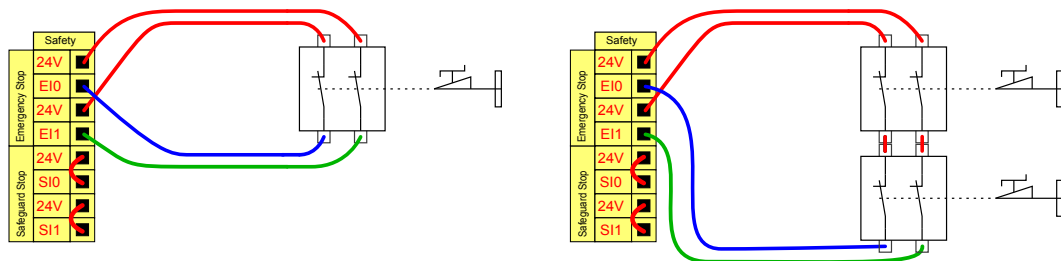 Safety
Emergency Stop
24V
EI0
24V
EI1
Safeguard Stop
24V
SI0
24V
SI1
Safety
Emergency Stop
24V
EI0
24V
EI1
Safeguard Stop
24V
SI0
24V
SI1